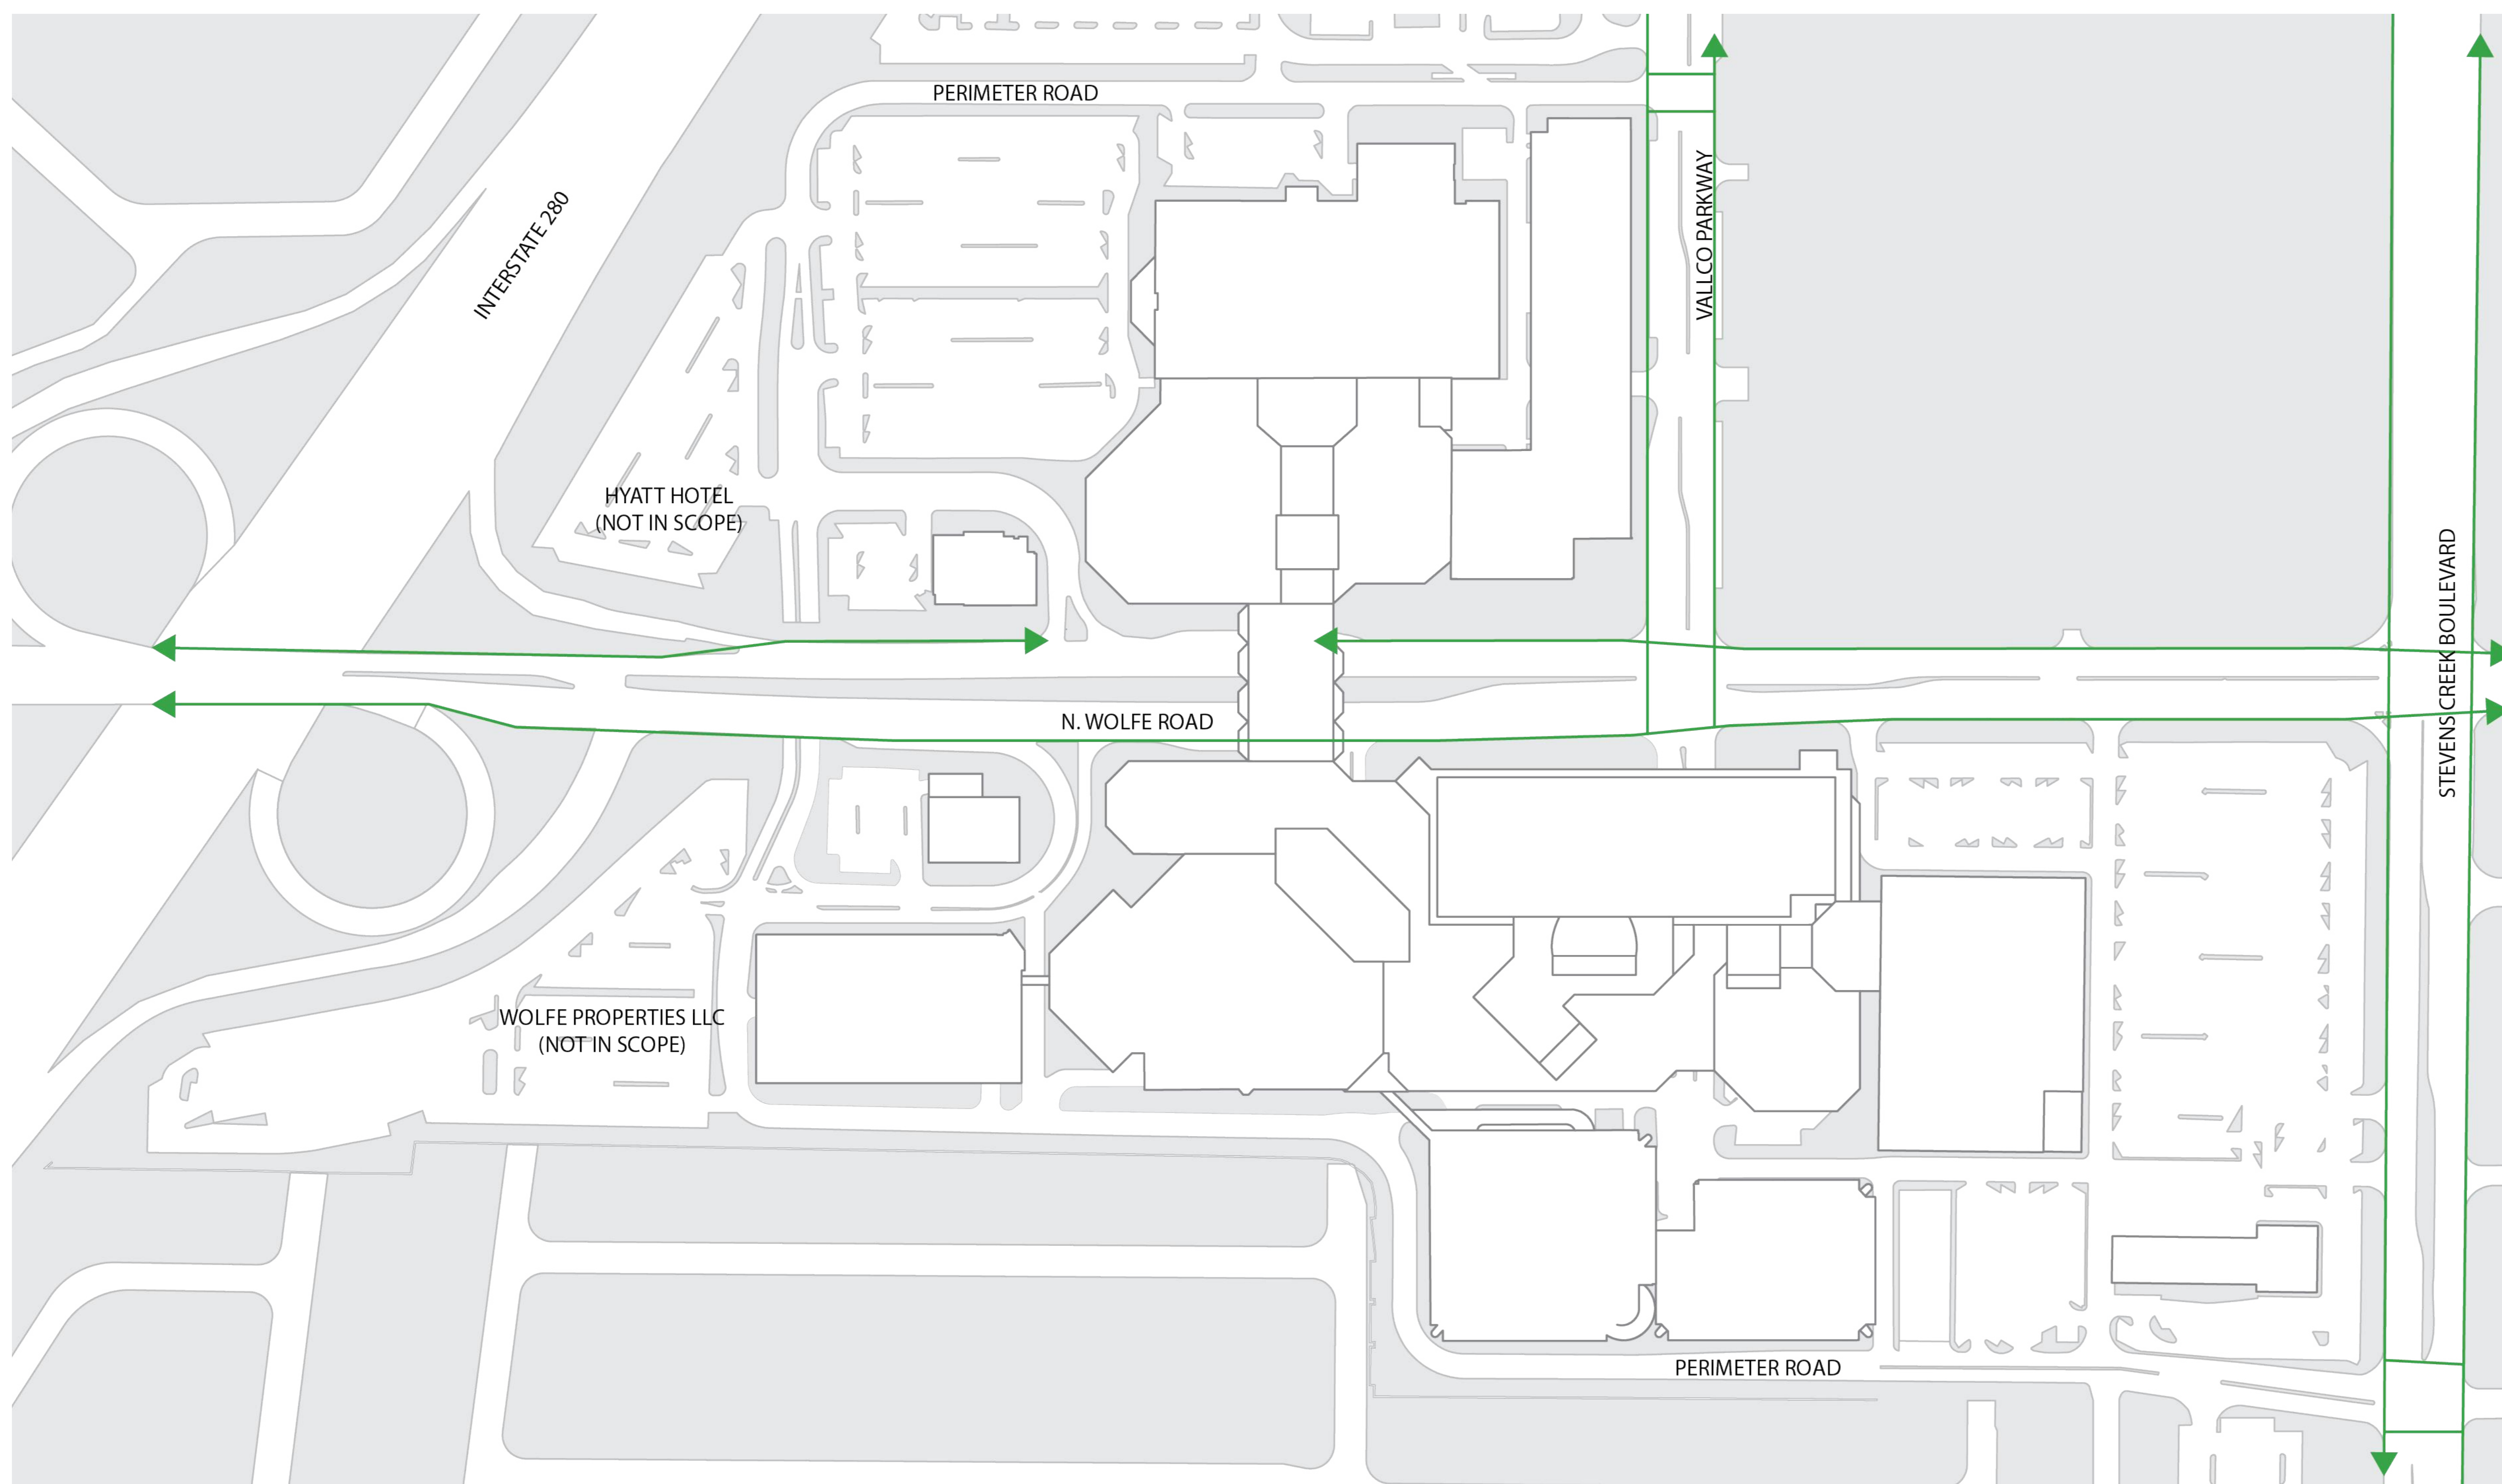 PERIMETER ROAD
VALLCO PARKWAY
INTERSTATE 280
HYATT HOTEL
(NOT IN SCOPE)
STEVENS CREEK BOULEVARD
N. WOLFE ROAD
WOLFE PROPERTIES LLC
(NOT IN SCOPE)
PERIMETER ROAD